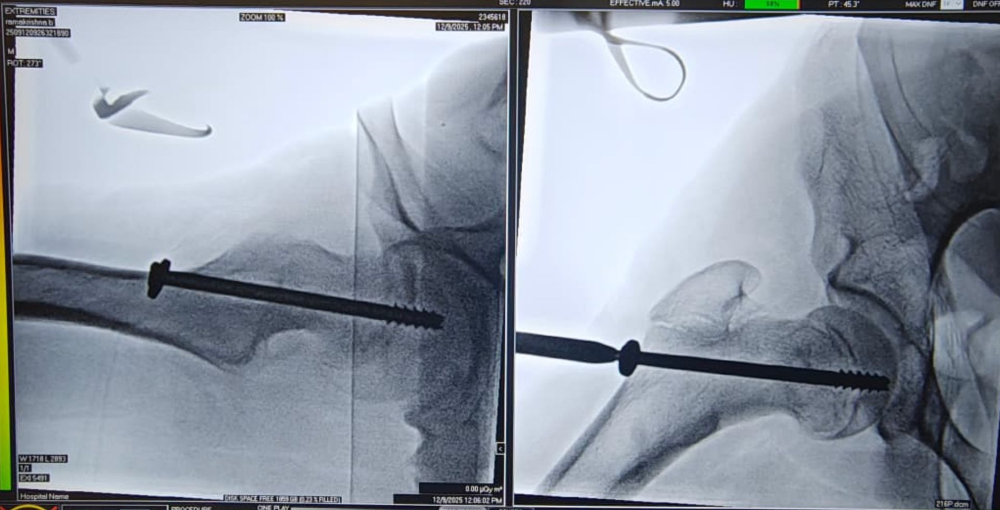 SEC: 220
EFFECTIVE.mA 5.00
HU :
88%
PT : 45.3°
MAX DNF
DNF OFF
EXTREMITIES
ramakrishna.b
2509120926321890
M
ROT: 273°
ZOOM 100 %
2345618
12/9/2025 , 12:05 PM
W 1718 L 2893
1/1
EXI 5491
Hospital Name
DISK SPACE FREE 1059 GB (0.23 % FILLED)
0.00 µGy m²
12/9/2025 12:06:02 PM
<
216P.dcm
PROCEDURE
CINE PLAY